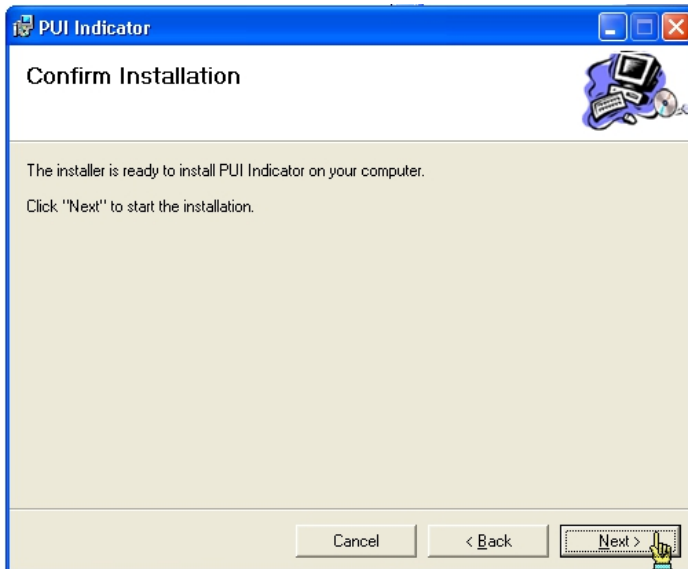 PUI Indicator
Confirm Installation
The installer is ready to install PUI Indicator on your computer.
Click "Next" to start the installation.
Cancel
< Back
Next >